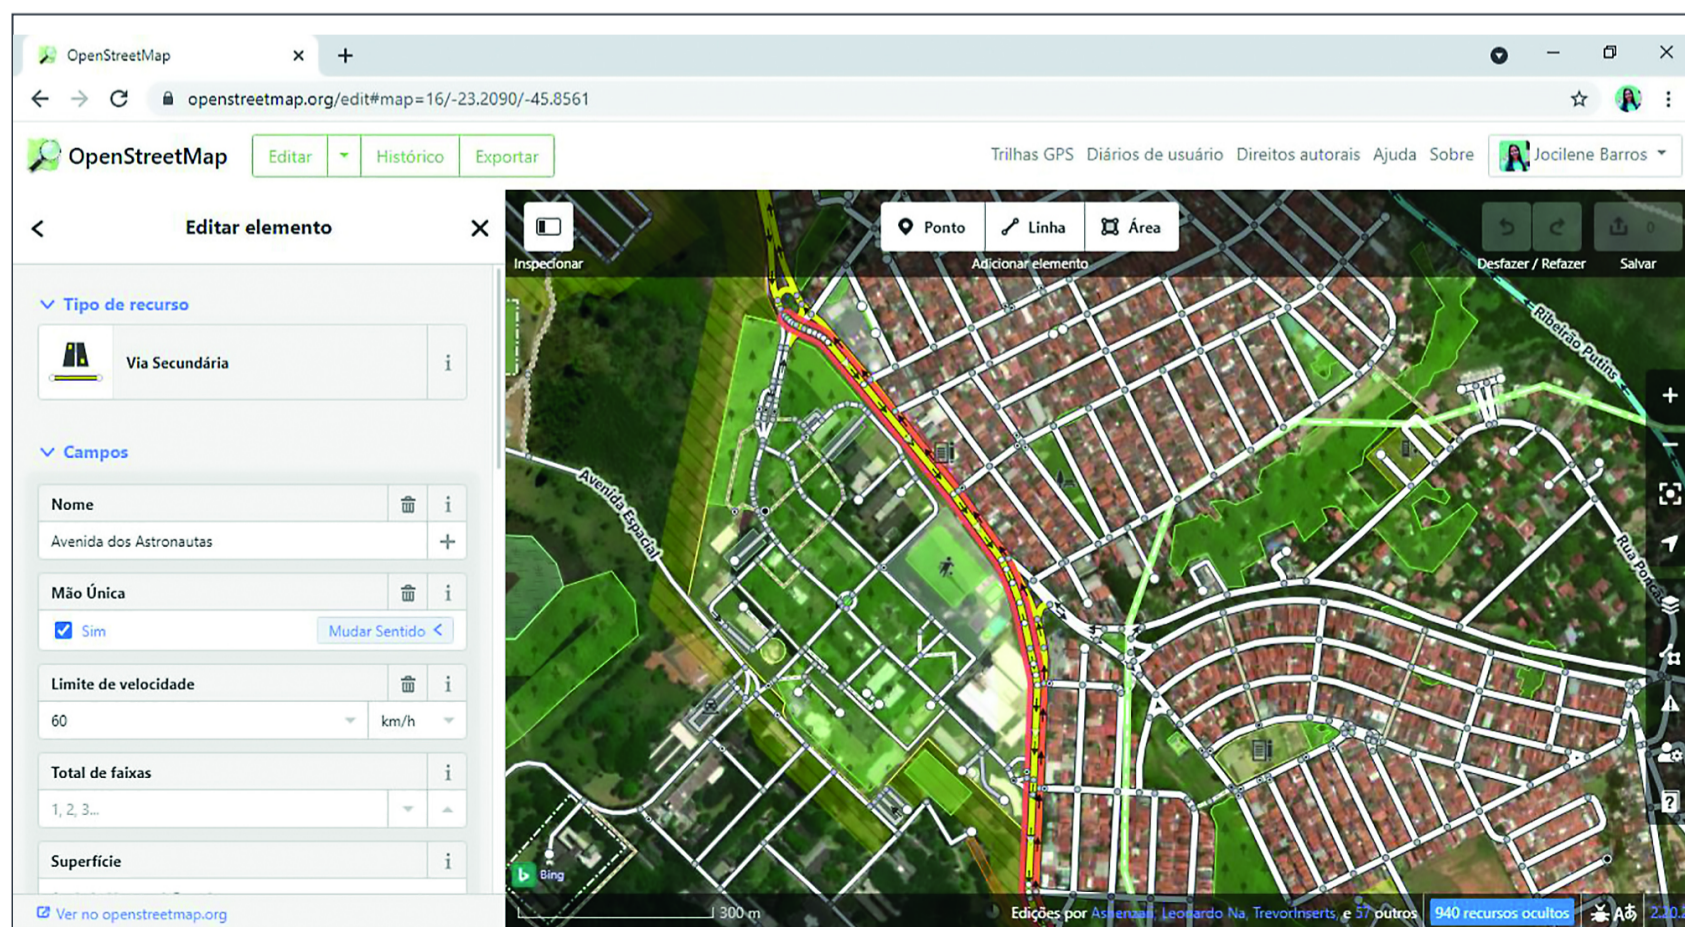 OpenStreetMap
openstreetmap.org/edit#map=16/-23.2090/-45.8561
OpenStreetMap
Editar
Histórico
Exportar
Trilhas GPS Diários de usuário Direitos autorais Ajuda Sobre
Jocilene Barros
Editar elemento
Tipo de recurso
Via Secundária
i
Campos
Nome
i
Avenida dos Astronautas
Mão Única
i
Sim
Mudar Sentido
Limite de velocidade
i
60
km/h
Total de faixas
i
1, 2, 3...
Superfície
i
Ver no openstreetmap.org
Inspecionar
Ponto
Linha
Área
Adicionar elemento
Desfazer / Refazer
0
Salvar
Ribeirão Putins
Avenida Espacial
Rua
Bing
300 m
Edições por Leonardo Na, TrevorInserts, e 57 outros
940 recursos ocultos